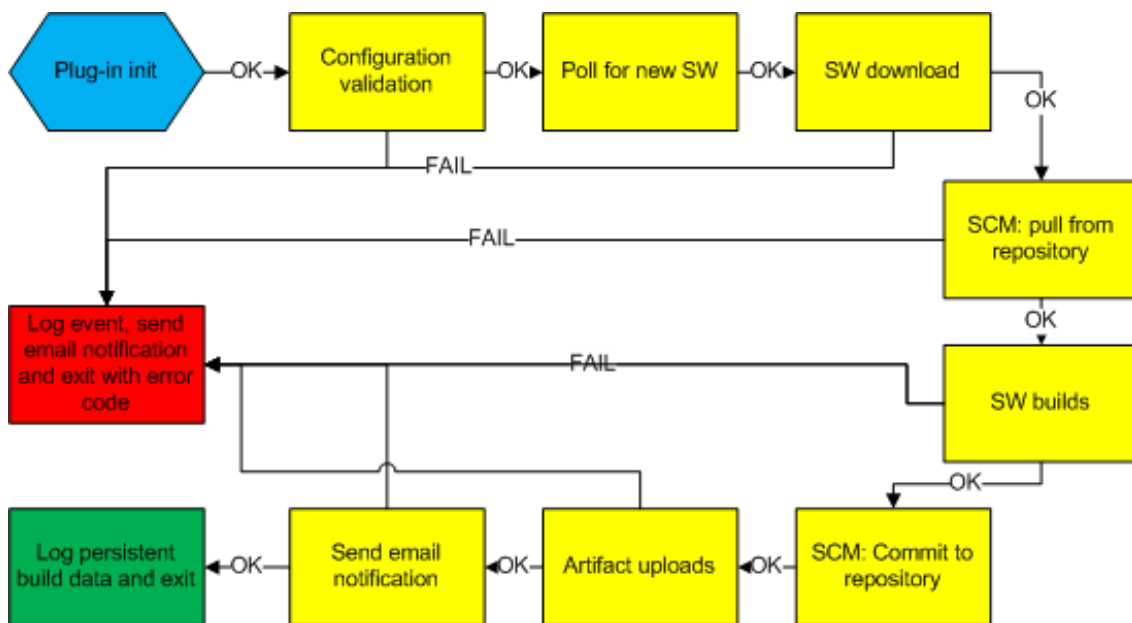 Plug-in init
OK
Configuration
validation
OK
Poll for new SW
OK
SW download
OK
FAIL
SCM: pull from
repository
FAIL
OK
Log event, send
email notification
and exit with error
code
FAIL
SW builds
OK
Log persistent
build data and exit
OK
Send email
notification
OK
Artifact uploads
OK
SCM: Commit to
repository